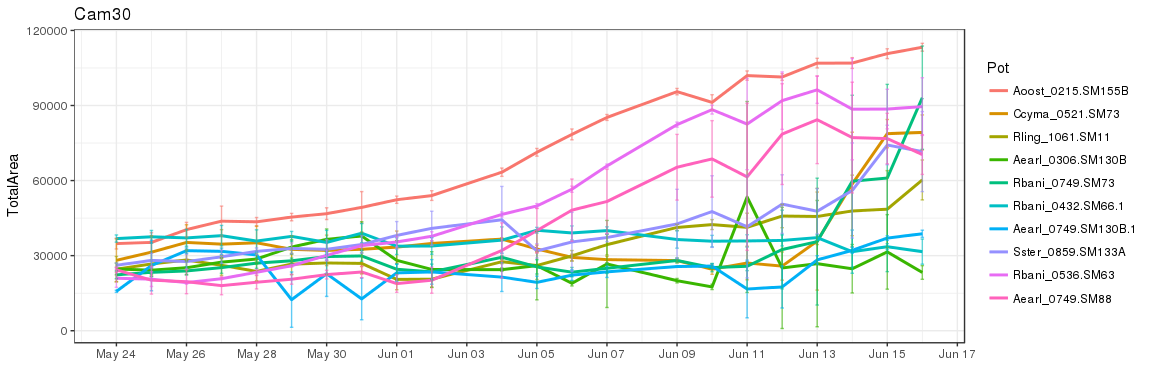 Cam30
TotalArea
120000
90000
60000
30000
0
May 24 May 26 May 28 May 30 Jun 01 Jun 03 Jun 05 Jun 07 Jun 09 Jun 11 Jun 13 Jun 15 Jun 17
Pot
Aoost_0215.SM155B
Ccyma_0521.SM73
Rling_1061.SM11
Aearl_0306.SM130B
Rbani_0749.SM73
Rbani_0432.SM66.1
Aearl_0749.SM130B.1
Sster_0859.SM133A
Rbani_0536.SM63
Aearl_0749.SM88